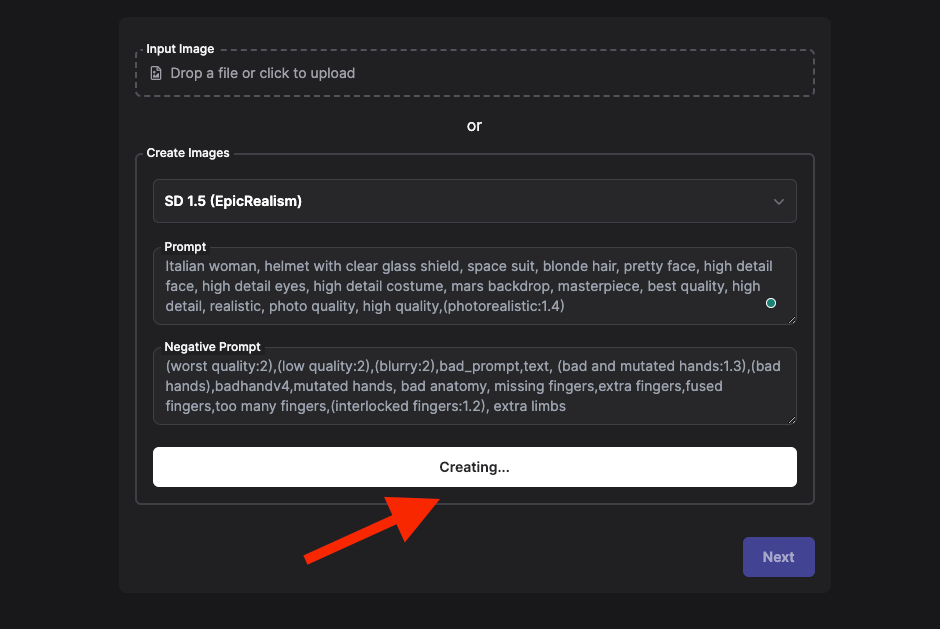 Input Image
Drop a file or click to upload
or
Create Images
SD 1.5 (EpicRealism)
Prompt
Italian woman, helmet with clear glass shield, space suit, blonde hair, pretty face, high detail
face, high detail eyes, high detail costume, mars backdrop, masterpiece, best quality, high
detail, realistic, photo quality, high quality,(photorealistic:1.4)
Negative Prompt
(worst quality:2),(low quality:2),(blurry:2),bad_prompt,text, (bad and mutated hands:1.3),(bad
hands),badhandv4,mutated hands, bad anatomy, missing fingers,extra fingers,fused
fingers,too many fingers,(interlocked fingers:1.2), extra limbs
Creating...
Next